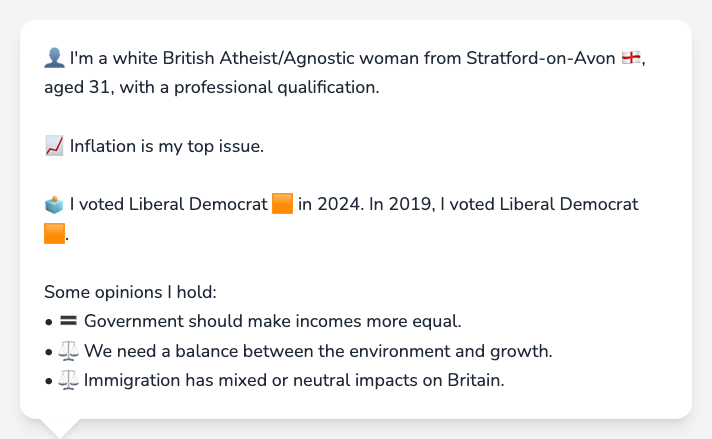 👤 I'm a white British Atheist/Agnostic woman from Stratford-on-Avon 🏴󠁧󠁢󠁥󠁮󠁧󠁿,
aged 31, with a professional qualification.
📈 Inflation is my top issue.
🗳️ I voted Liberal Democrat 🟧 in 2024. In 2019, I voted Liberal Democrat
🟧.
Some opinions I hold:
• 🟰 Government should make incomes more equal.
• ⚖️ We need a balance between the environment and growth.
• ⚖️ Immigration has mixed or neutral impacts on Britain.